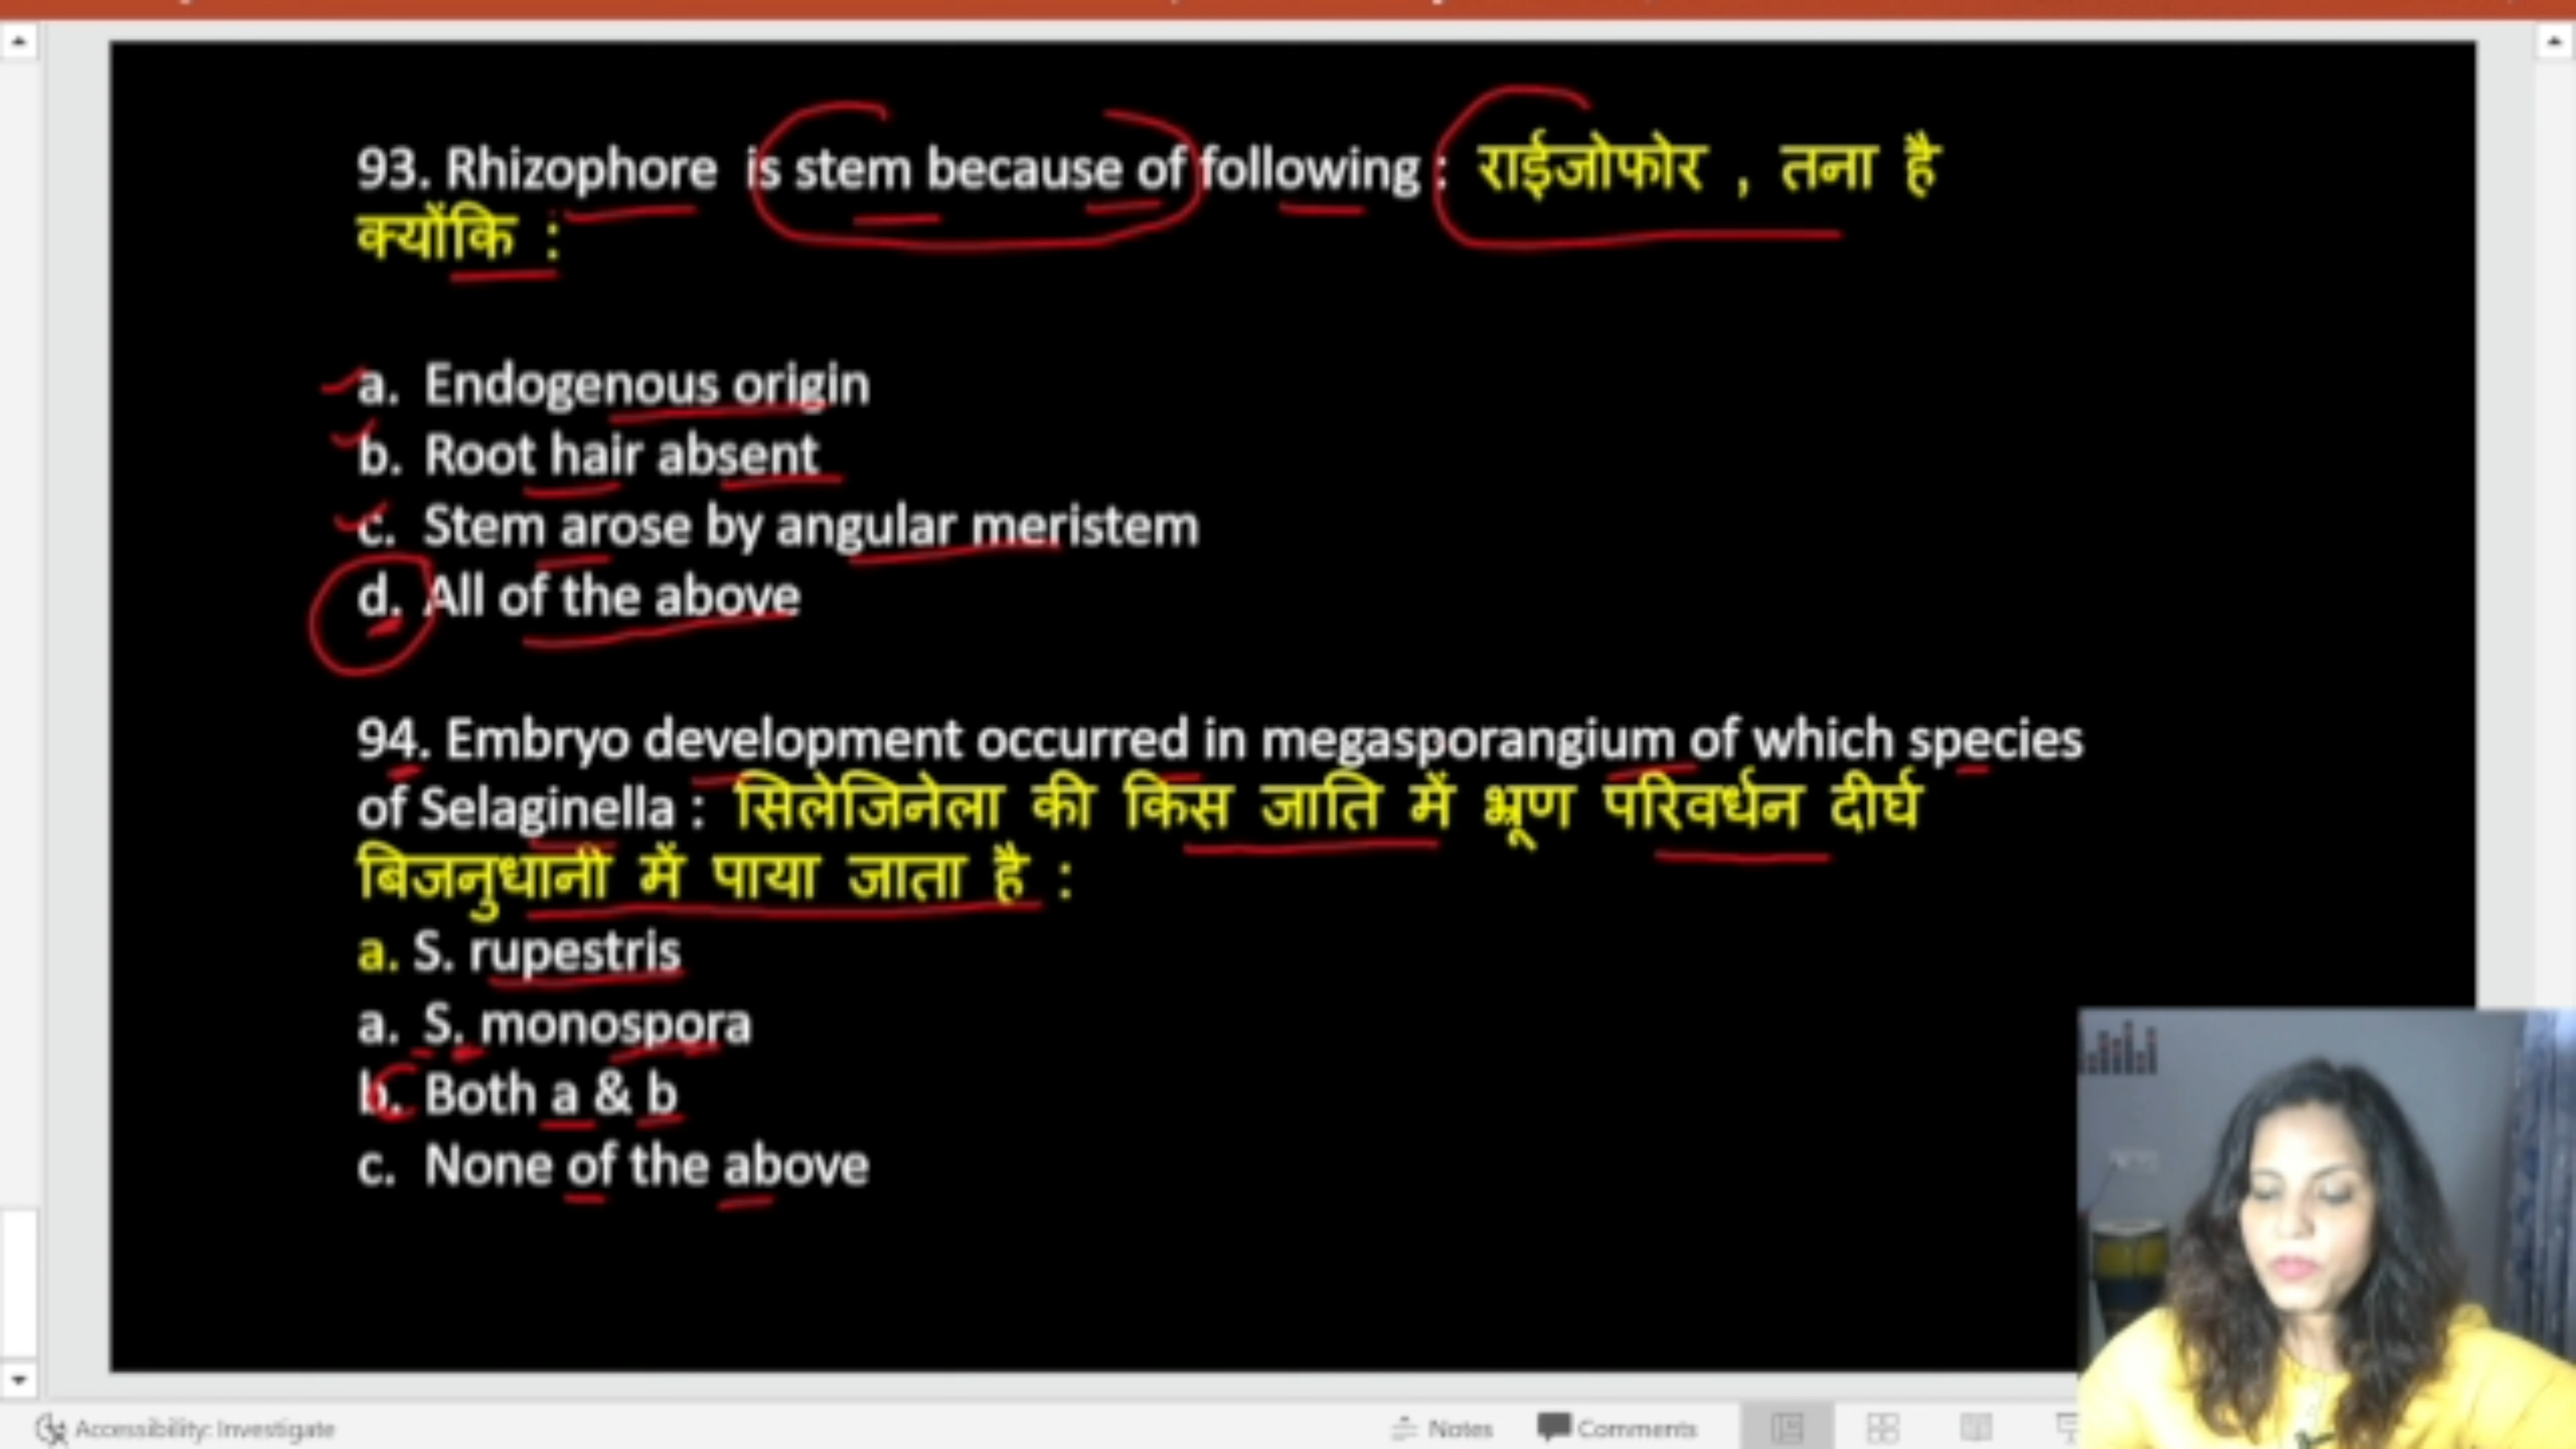 93. Rhizophore is stem because of following : राईजोफोर , तना है
क्योंकि :
a. Endogenous origin
b. Root hair absent
c. Stem arose by angular meristem
d. All of the above
94. Embryo development occurred in megasporangium of which species
of Selaginella : सिलेजिनेला की किस जाति में भ्रूण परिवर्धन दीर्घ
बिजनुधानी में पाया जाता है :
a. S. rupestris
a. S. monospora
b. Both a & b
c. None of the above
Accessibility: Investigate
Notes
Comments